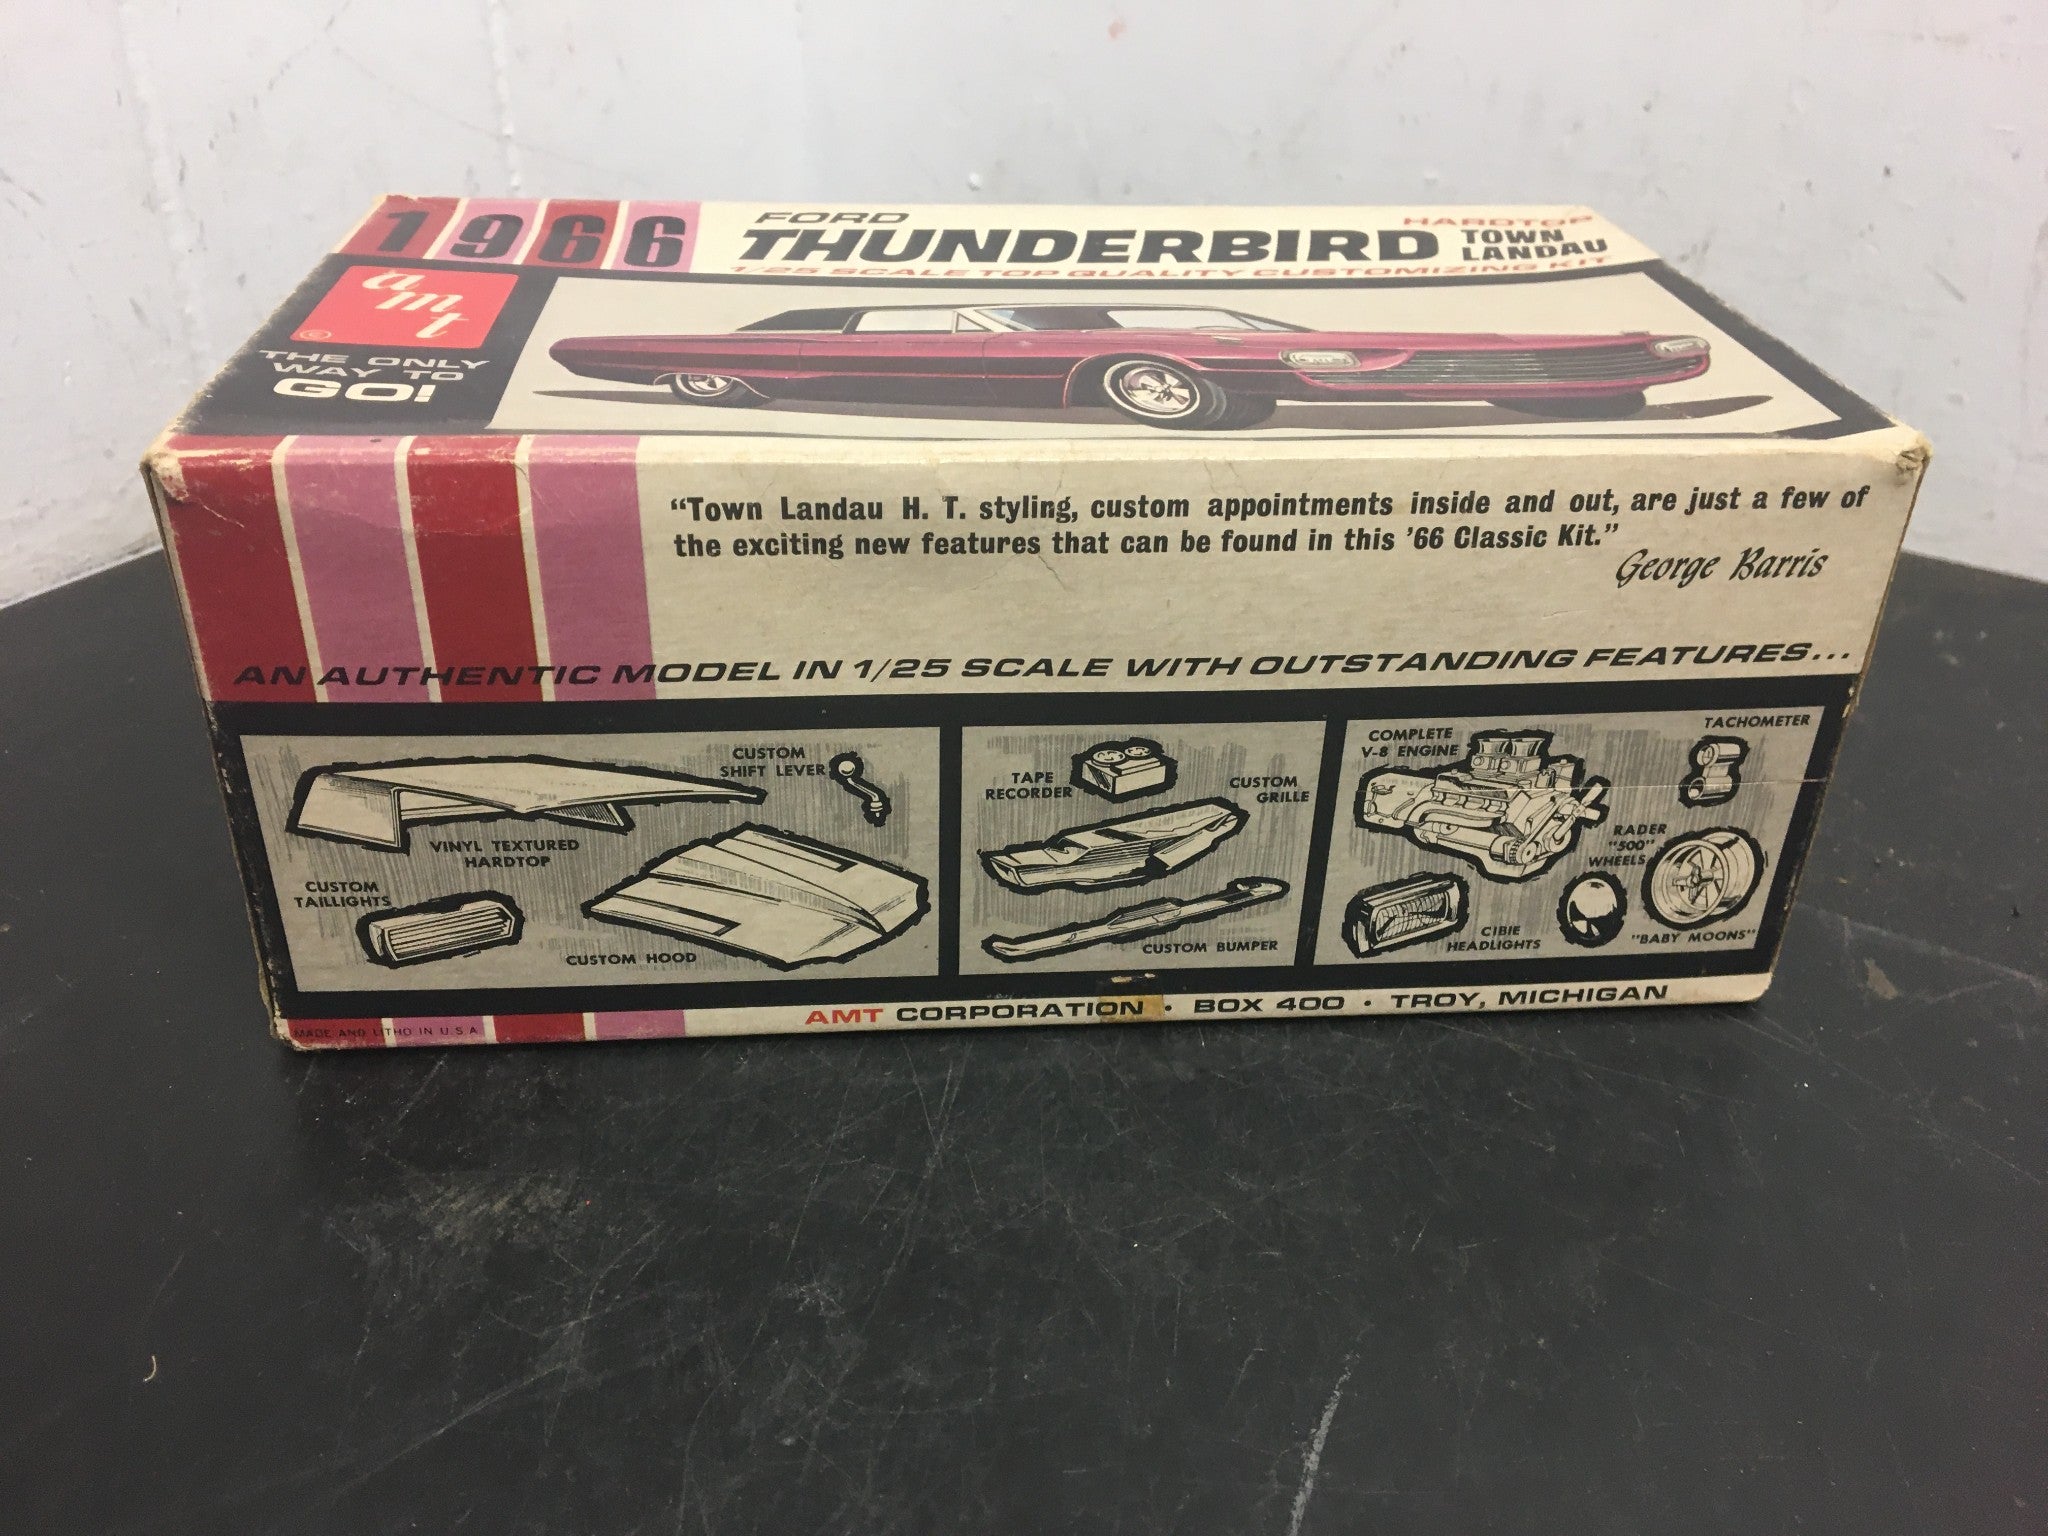 1966
FORD
THUNDERBIRD
HARDTOP
TOWN
LANDAU
1/25 SCALE TOP QUALITY CUSTOMIZING KIT
amt
©
THE ONLY
WAY TO
GO!
“Town Landau H. T. styling, custom appointments inside and out, are just a few of
the exciting new features that can be found in this ’66 Classic Kit.”
George Barris
AN AUTHENTIC MODEL IN 1/25 SCALE WITH OUTSTANDING FEATURES...
CUSTOM
SHIFT LEVER
VINYL TEXTURED
HARDTOP
CUSTOM
TAILLIGHTS
CUSTOM HOOD
TAPE
RECORDER
CUSTOM
GRILLE
CUSTOM BUMPER
COMPLETE
V-8 ENGINE
TACHOMETER
RADER
"500"
WHEELS
CIBIE
HEADLIGHTS
"BABY MOONS"
MADE AND LITHO IN U.S.A
AMT CORPORATION • BOX 400 • TROY, MICHIGAN